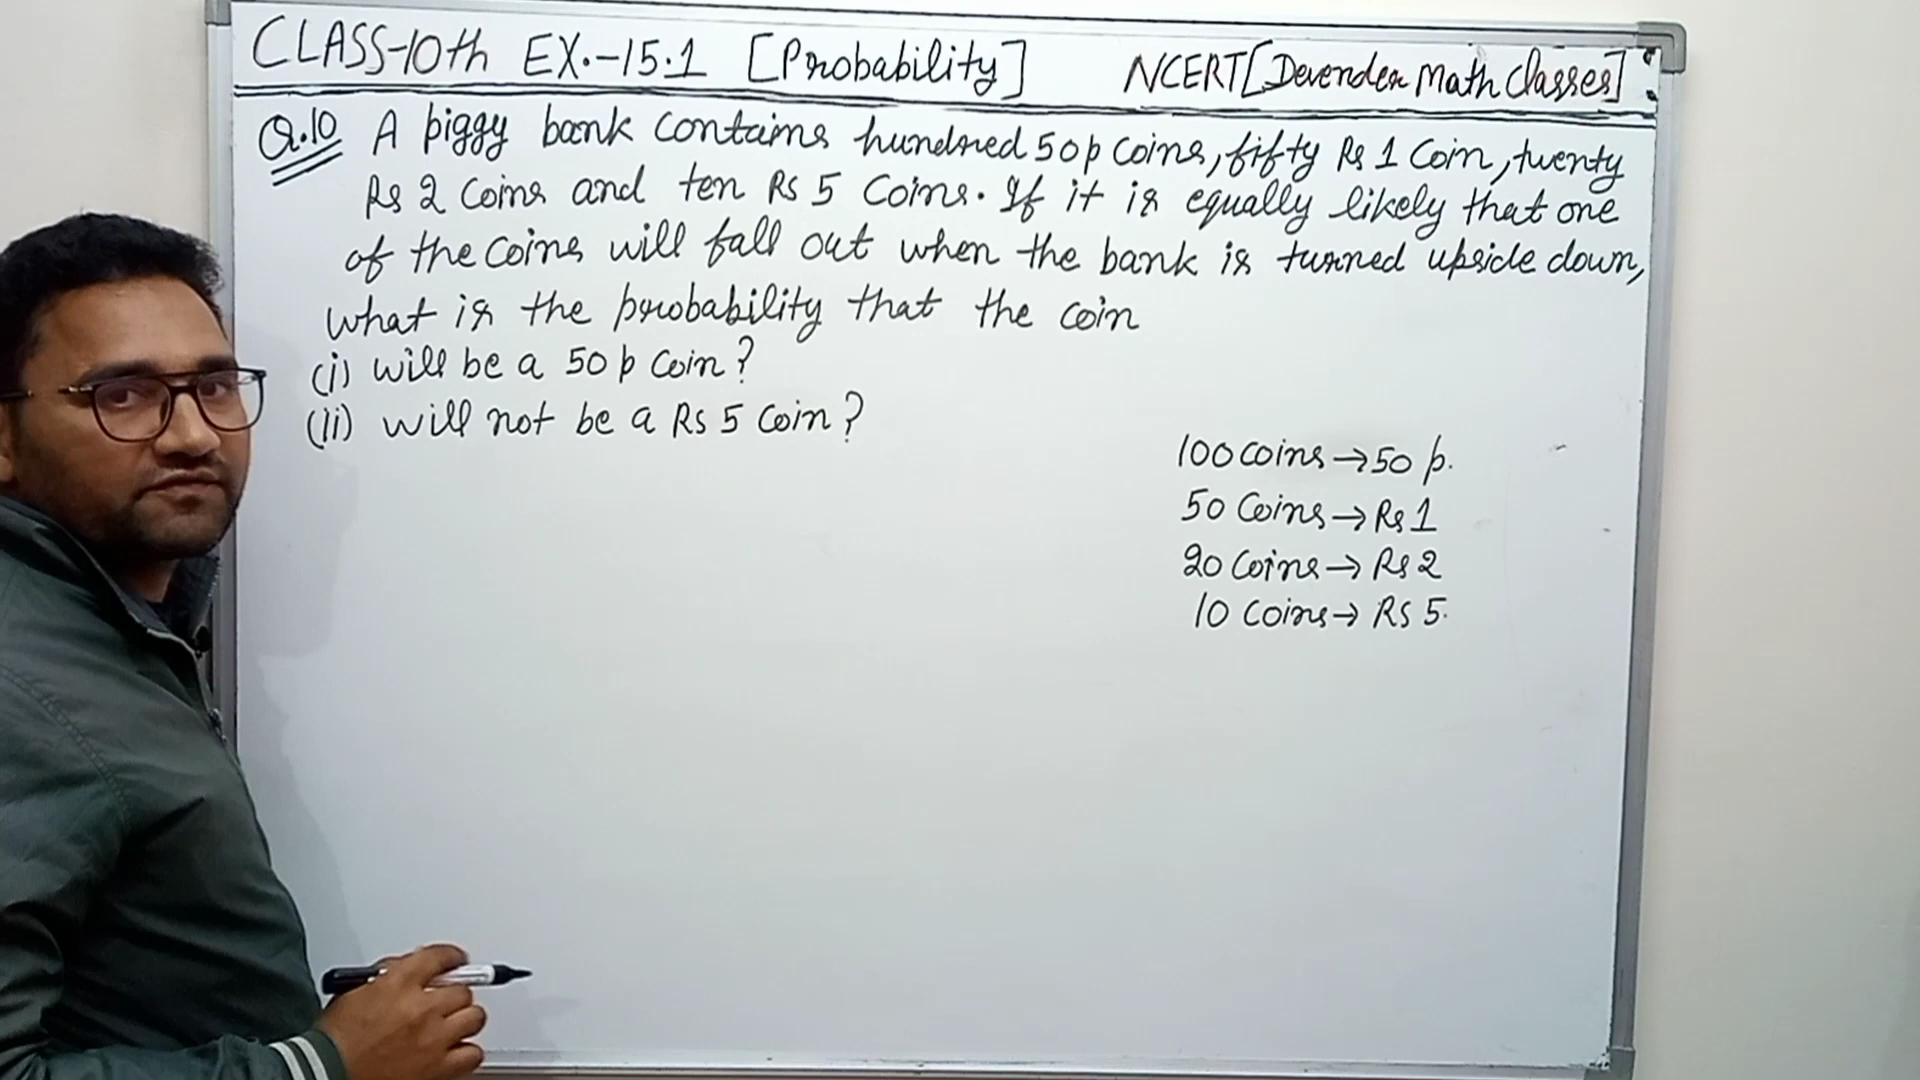 CLASS-10th EX.-15.1 [Probability] NCERT[Devender Math Classes]
Q.10 A piggy bank contains hundred 50p coins, fifty Rs 1 Coin, twenty
Rs 2 Coins and ten Rs 5 Coins. If it is equally likely that one
of the coins will fall out when the bank is turned upside down,
what is the probability that the coin
(i) will be a 50 p Coin?
(ii) will not be a Rs 5 Coin?
100 coins → 50 p.
50 Coins → Rs 1
20 Coins → Rs 2
10 Coins → Rs 5.